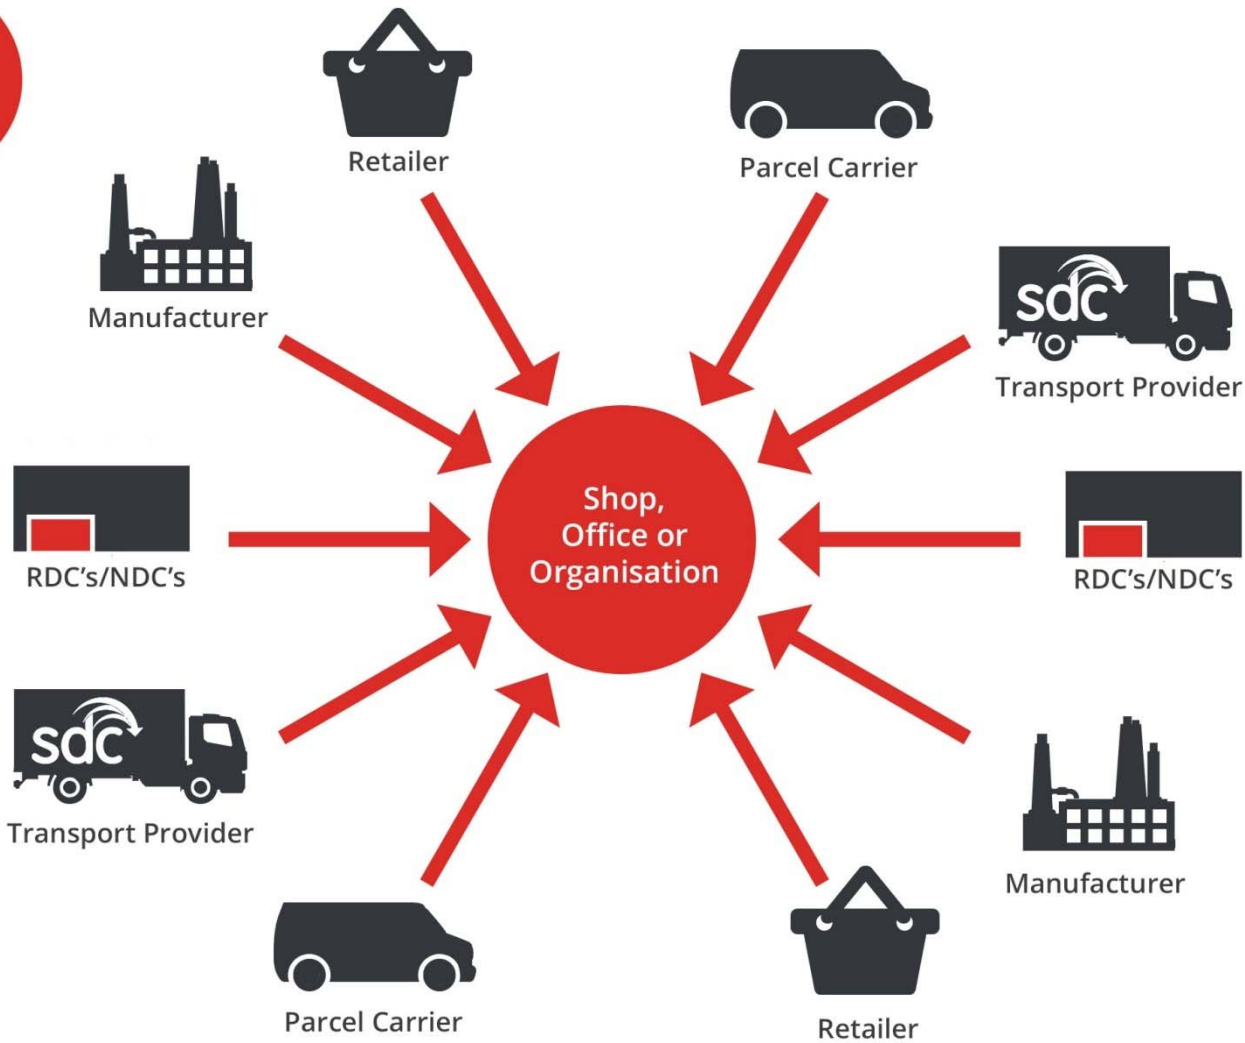 Retailer
Parcel Carrier
Manufacturer
sdc
Transport Provider
Shop,
Office or
Organisation
RDC's/NDC's
RDC's/NDC's
sdc
Transport Provider
Manufacturer
Parcel Carrier
Retailer